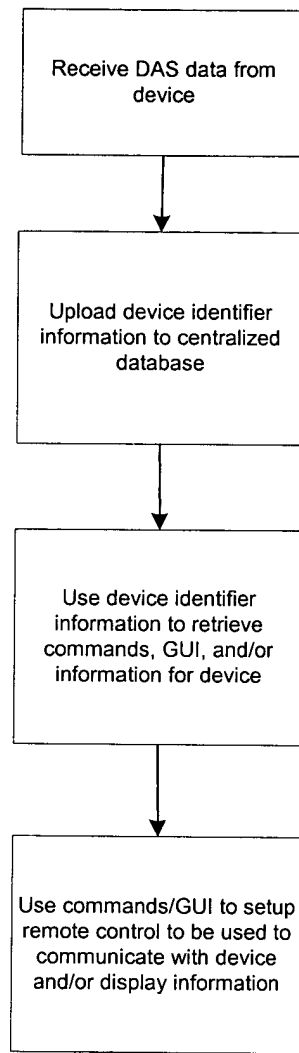 Receive DAS data from
device
Upload device identifier
information to centralized
database
Use device identifier
information to retrieve
commands, GUI, and/or
information for device
Use commands/GUI to setup
remote control to be used to
communicate with device
and/or display information